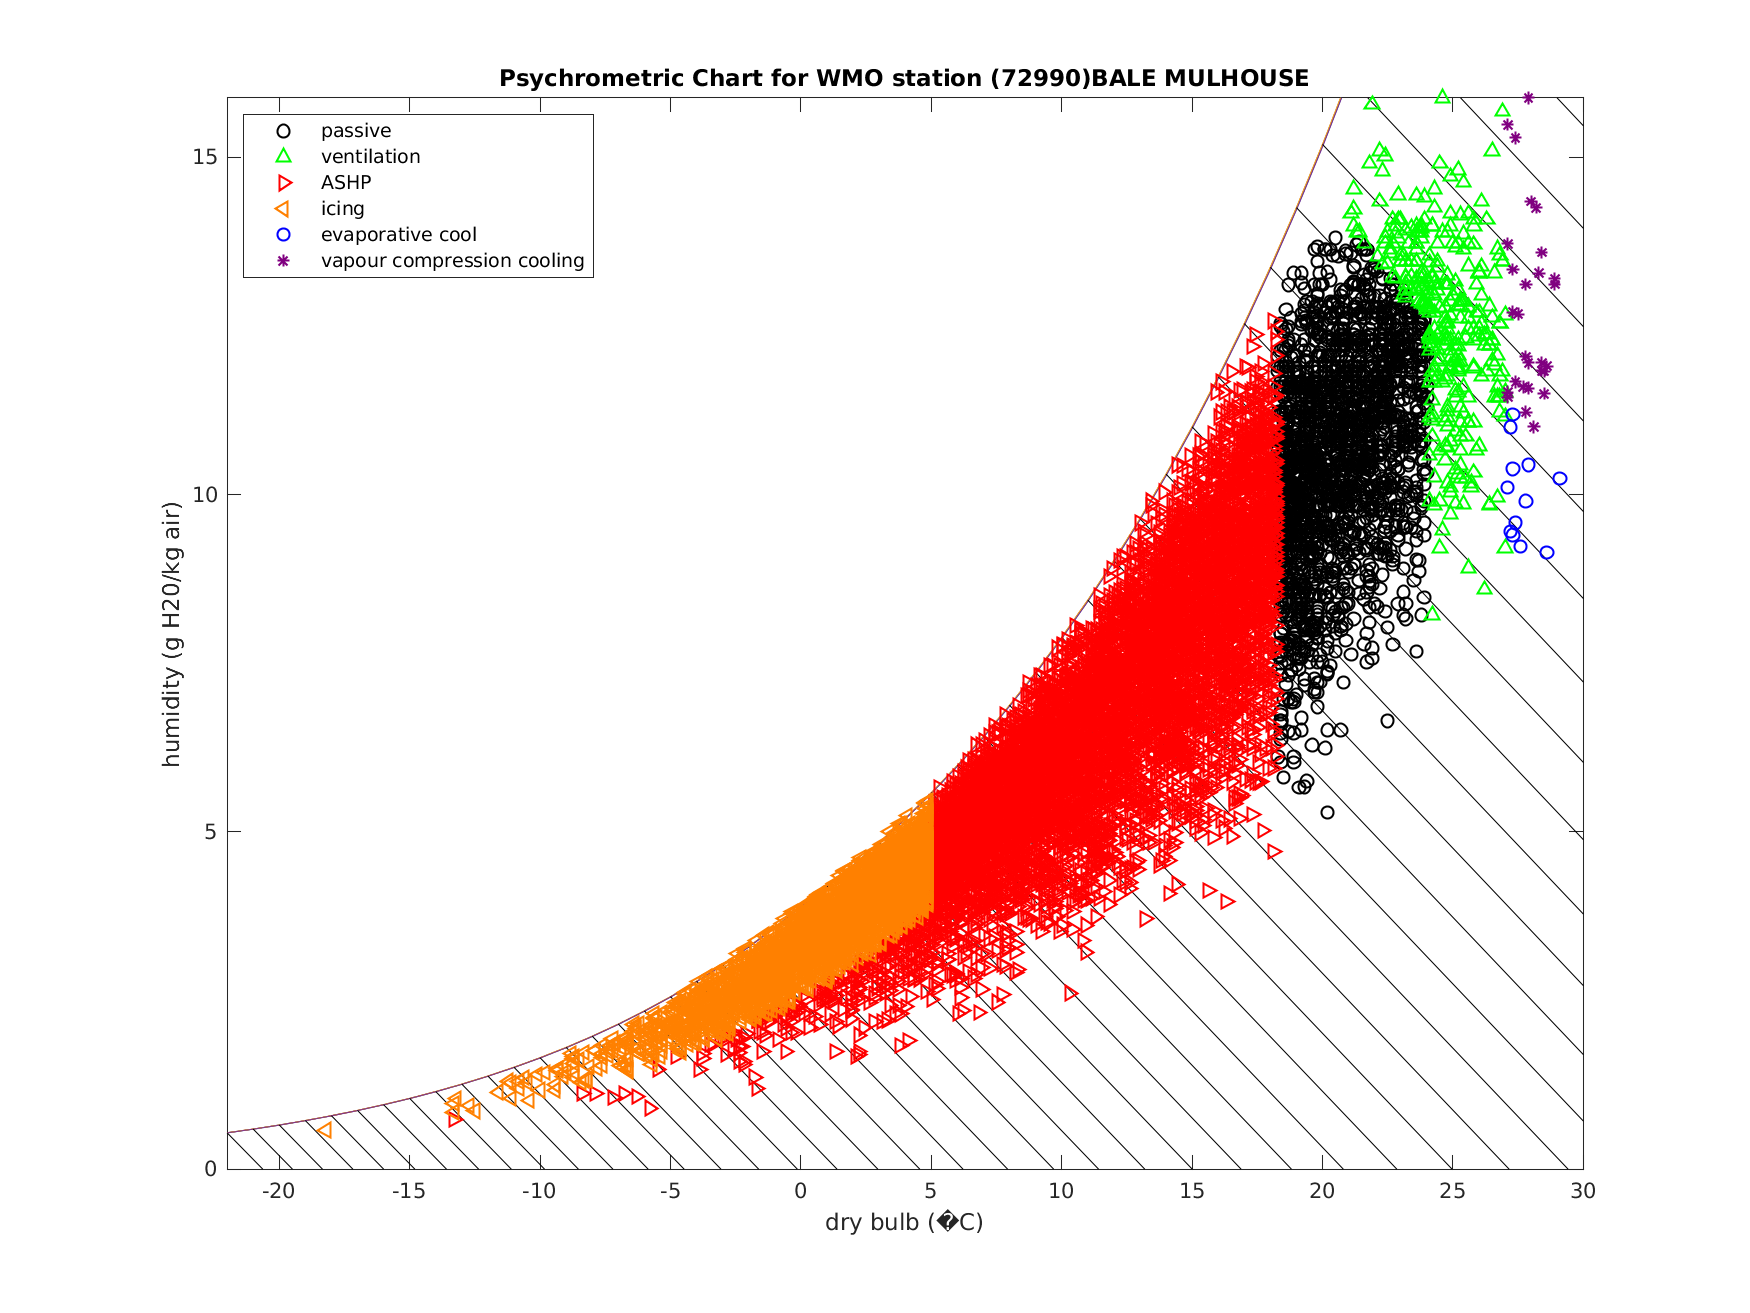 Psychrometric Chart for WMO station (72990)BALE MULHOUSE
passive
ventilation
ASHP
icing
evaporative cool
vapour compression cooling
15
10
5
0
humidity (g H20/kg air)
-20 -15 -10 -5 0 5 10 15 20 25 30
dry bulb (�C)